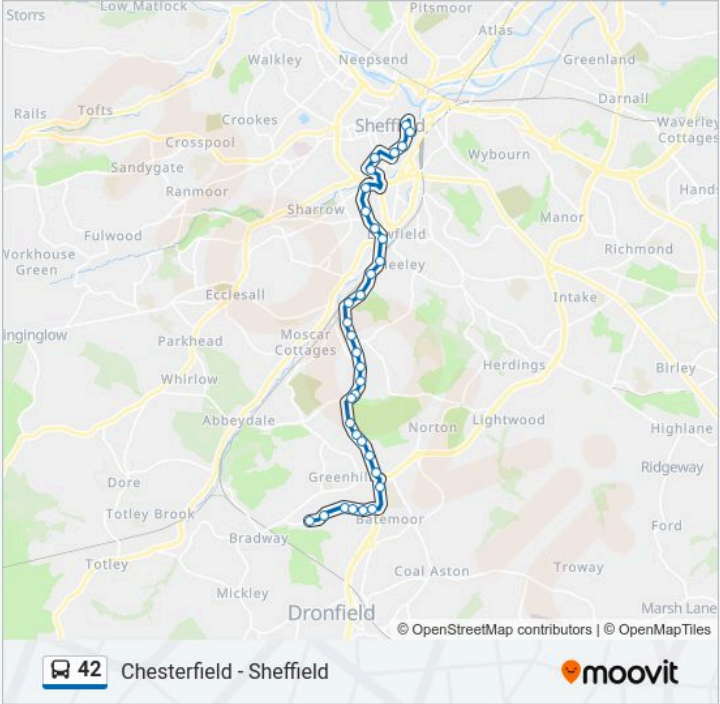 Storrs
Low Matlock
Pitsmoor
Atlas
Walkley
Neepsend
Greenland
Rails
Tofts
Crookes
Darnall
Crosspool
Sheffield
Waverley
Cottages
Sandygate
Wybourn
Ranmoor
Hands
Sharrow
Manor
Fulwood
Richmond
Workhouse
Green
eeley
Ecclesall
Intake
inginglow
Parkhead
Moscar
Cottages
Whirlow
Herdings
Birley
Abbeydale
Norton
Lightwood
Highlane
Dore
Greenhill
Ridgeway
Totley Brook
Batemoor
Ford
Bradway
Totley
Coal Aston
Troway
Mickley
Dronfield
Marsh Lane
© OpenStreetMap contributors | © OpenMapTiles
42
Chesterfield - Sheffield
moovit